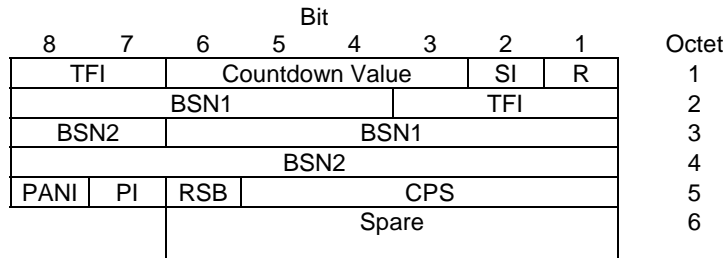 Bit
8 7 6 5 4 3 2 1 Octet
TFI Countdown Value SI R 1
BSN1 TFI 2
BSN2 BSN1 3
BSN2 4
PANI PI RSB CPS 5
Spare 6